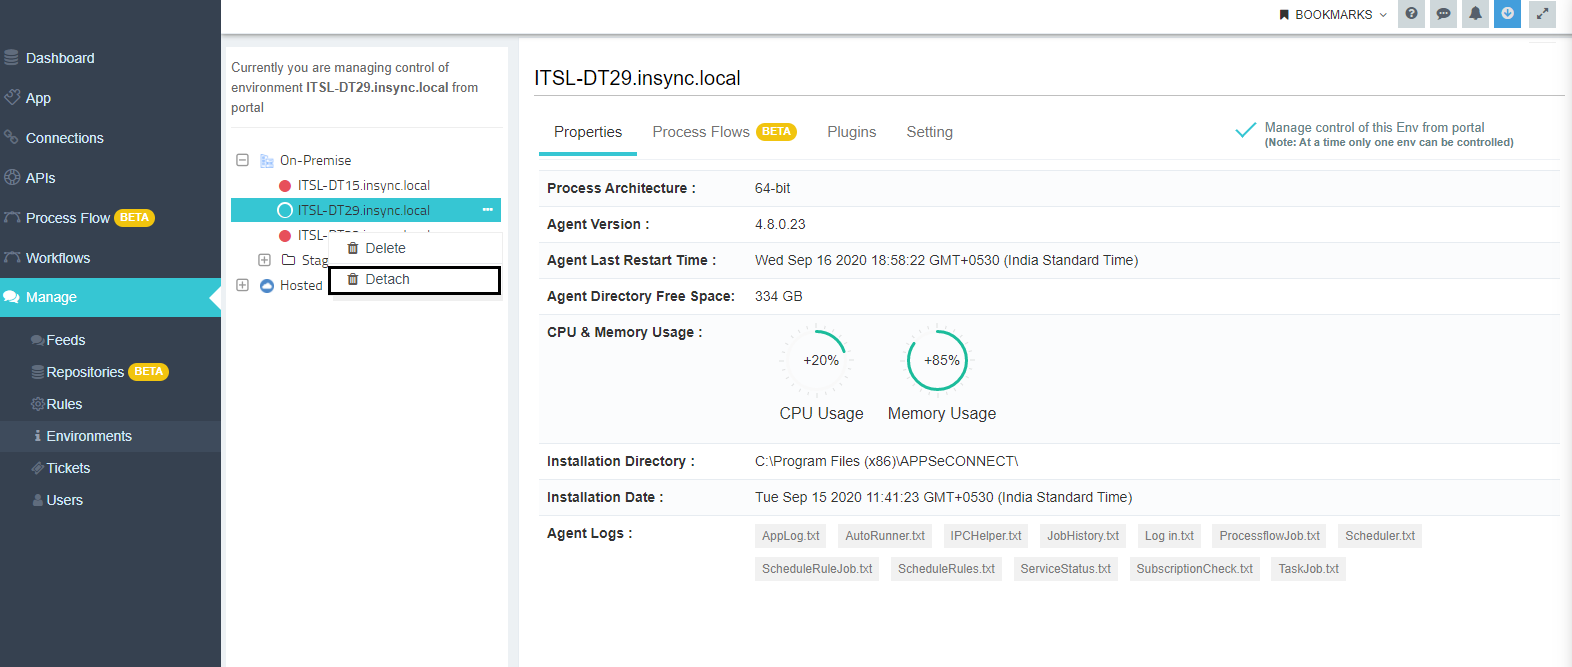 BOOKMARKS
Dashboard
App
Connections
APIs
Process Flow BETA
Workflows
Manage
Feeds
Repositories BETA
Rules
Environments
Tickets
Users
Currently you are managing control of
environment ITSL-DT29.insync.local from
portal
On-Premise
ITSL-DT15.insync.local
ITSL-DT29.insync.local
Hosted
Delete
Detach
ITSL-DT29.insync.local
Properties Process Flows BETA Plugins Setting
Manage control of this Env from portal
(Note: At a time only one env can be controlled)
Process Architecture : 64-bit
Agent Version : 4.8.0.23
Agent Last Restart Time : Wed Sep 16 2020 18:58:22 GMT+0530 (India Standard Time)
Agent Directory Free Space: 334 GB
CPU & Memory Usage :
+20% +85%
CPU Usage Memory Usage
Installation Directory : C:\Program Files (x86)\APPSeCONNECT\
Installation Date : Tue Sep 15 2020 11:41:23 GMT+0530 (India Standard Time)
Agent Logs : AppLog.txt AutoRunner.txt IPCHelper.txt JobHistory.txt Log in.txt ProcessflowJob.txt Scheduler.txt
ScheduleRuleJob.txt ScheduleRules.txt ServiceStatus.txt SubscriptionCheck.txt TaskJob.txt